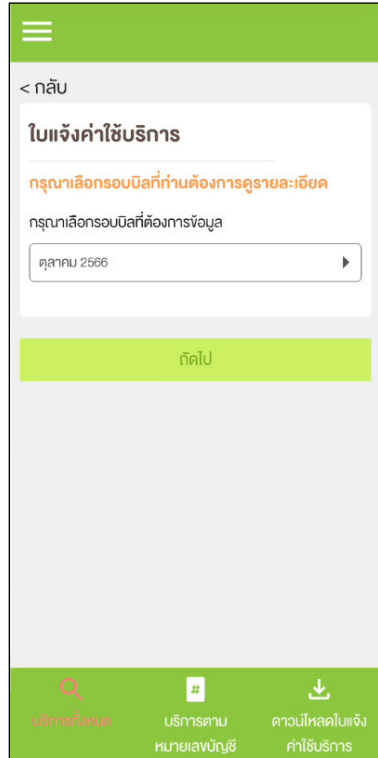 < กลับ
ใบแจ้งค่าใช้บริการ
กรุณาเลือกรอบบิลที่ท่านต้องการดูรายละเอียด
กรุณาเลือกรอบบิลที่ต้องการข้อมูล
ตุลาคม 2566
ถัดไป
บริการทั้งหมด
#
บริการตาม
หมายเลขบัญชี
ดาวน์โหลดใบแจ้ง
ค่าใช้บริการ